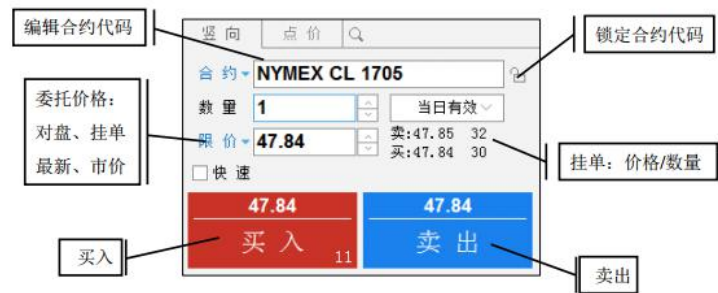 编辑合约代码
竖向
点价
锁定合约代码
合约 NYMEX CL 1705
委托价格：
对盘、挂单
最新、市价
数量 1
当日有效
限价 47.84
卖:47.85 32
买:47.84 30
挂单：价格/数量
快速
47.84
买入
11
47.84
卖出
买入
卖出